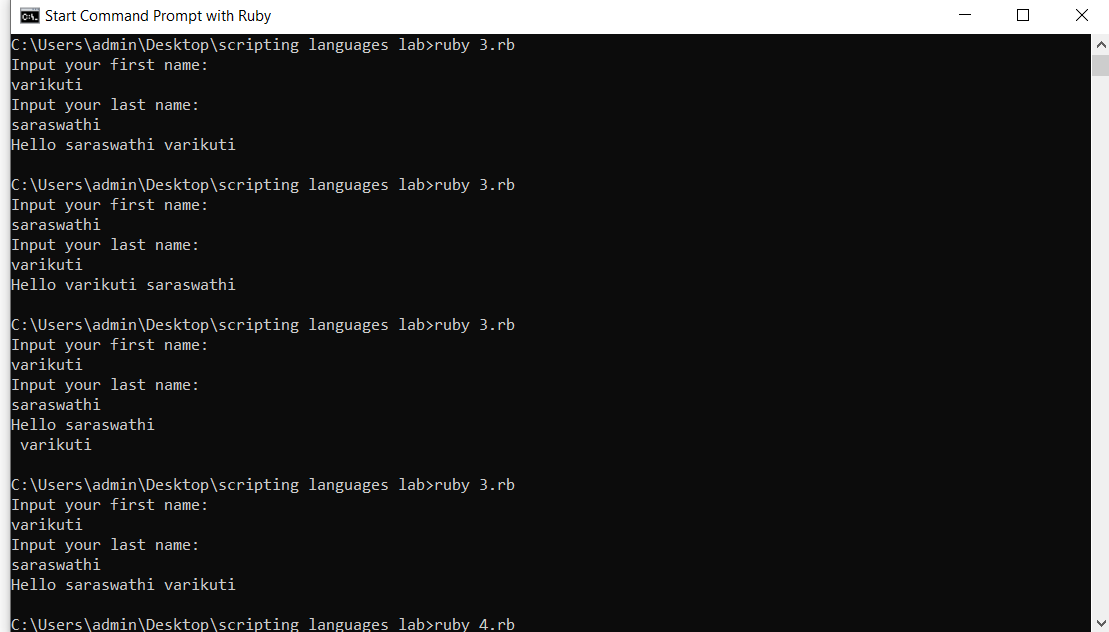 Start Command Prompt with Ruby
C:\Users\admin\Desktop\scripting languages lab>ruby 3.rb
Input your first name:
varikuti
Input your last name:
saraswathi
Hello saraswathi varikuti
C:\Users\admin\Desktop\scripting languages lab>ruby 3.rb
Input your first name:
saraswathi
Input your last name:
varikuti
Hello varikuti saraswathi
C:\Users\admin\Desktop\scripting languages lab>ruby 3.rb
Input your first name:
varikuti
Input your last name:
saraswathi
Hello saraswathi
 varikuti
C:\Users\admin\Desktop\scripting languages lab>ruby 3.rb
Input your first name:
varikuti
Input your last name:
saraswathi
Hello saraswathi varikuti
C:\Users\admin\Desktop\scripting languages lab>ruby 4.rb